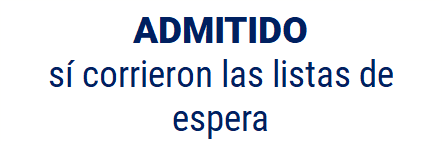 ADMITIDO
sí corrieron las listas de
espera